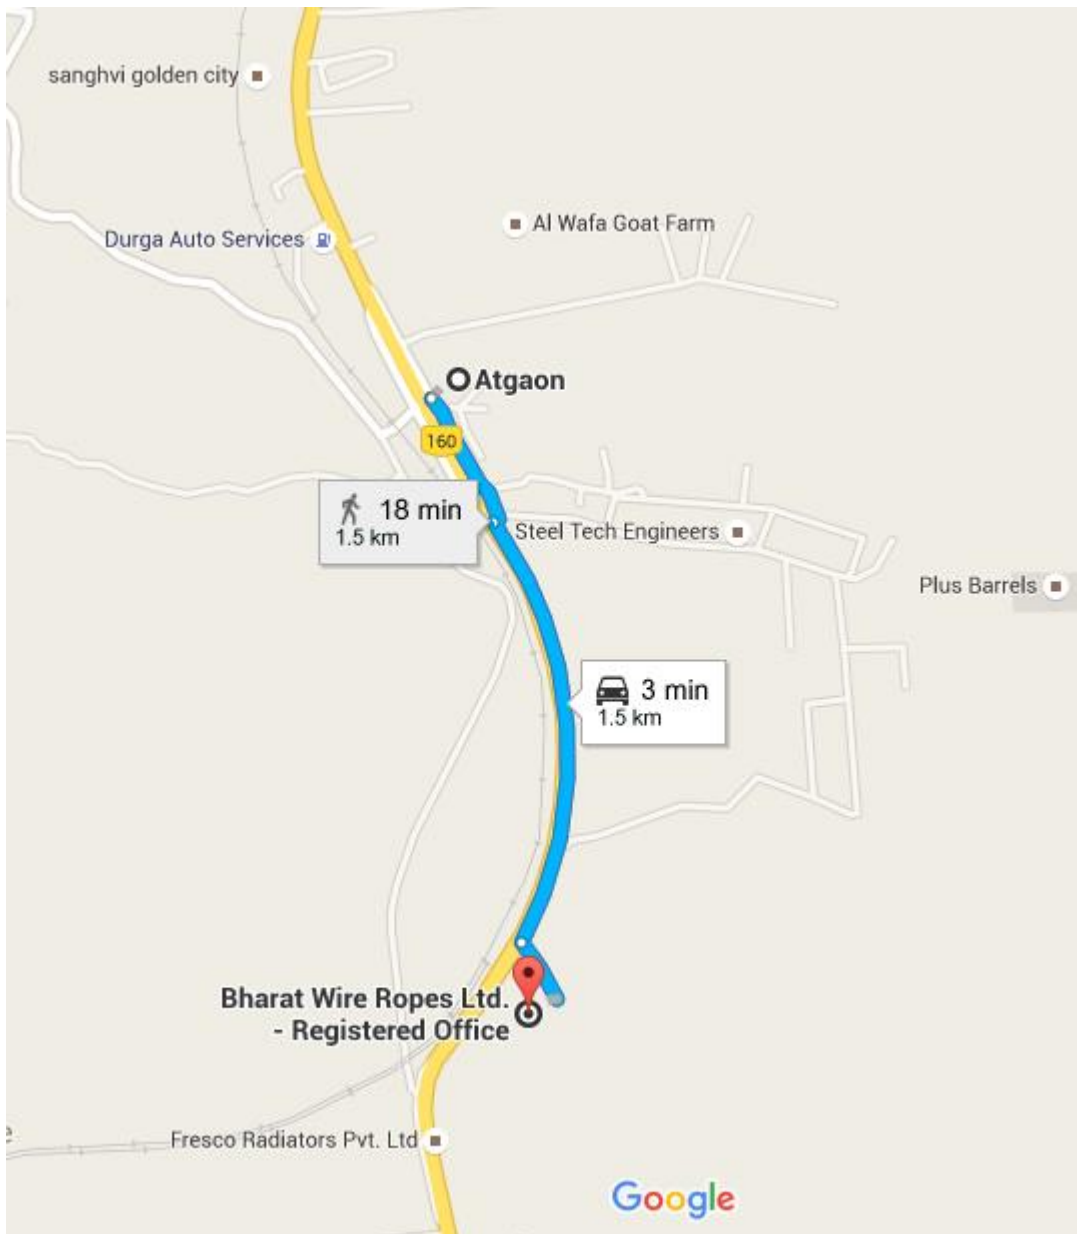 sanghvi golden city
Al Wafa Goat Farm
Durga Auto Services
Atgaon
160
18 min
1.5 km
Steel Tech Engineers
Plus Barrels
3 min
1.5 km
Bharat Wire Ropes Ltd.
- Registered Office
Fresco Radiators Pvt. Ltd
Google